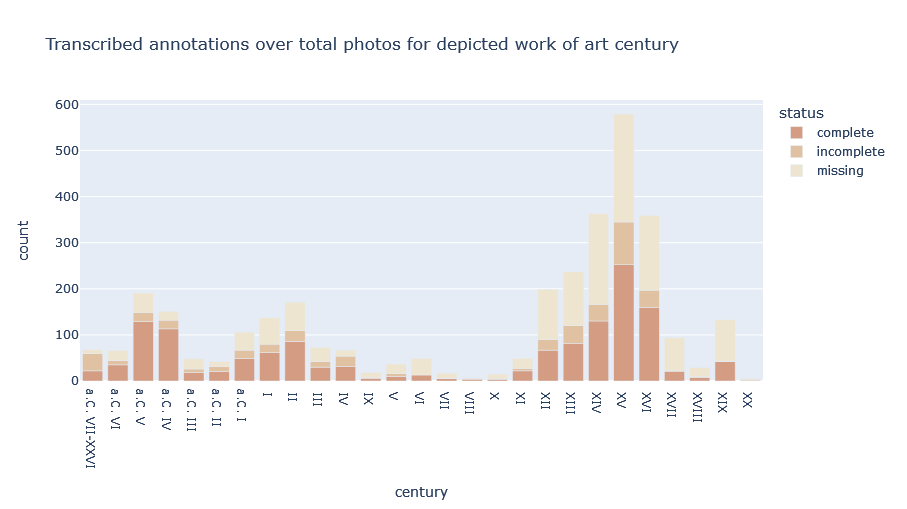 Transcribed annotations over total photos for depicted work of art century
status
complete
incomplete
missing
600
500
400
300
200
100
0
count
a.C. VII-XXVI
a.C. VI
a.C. V
a.C. IV
a.C. III
a.C. II
a.C. I
I
II
III
IV
IX
V
VI
VII
VIII
X
XI
XII
XIII
XIV
XV
XVI
XVII
XVIII
XIX
XX
century